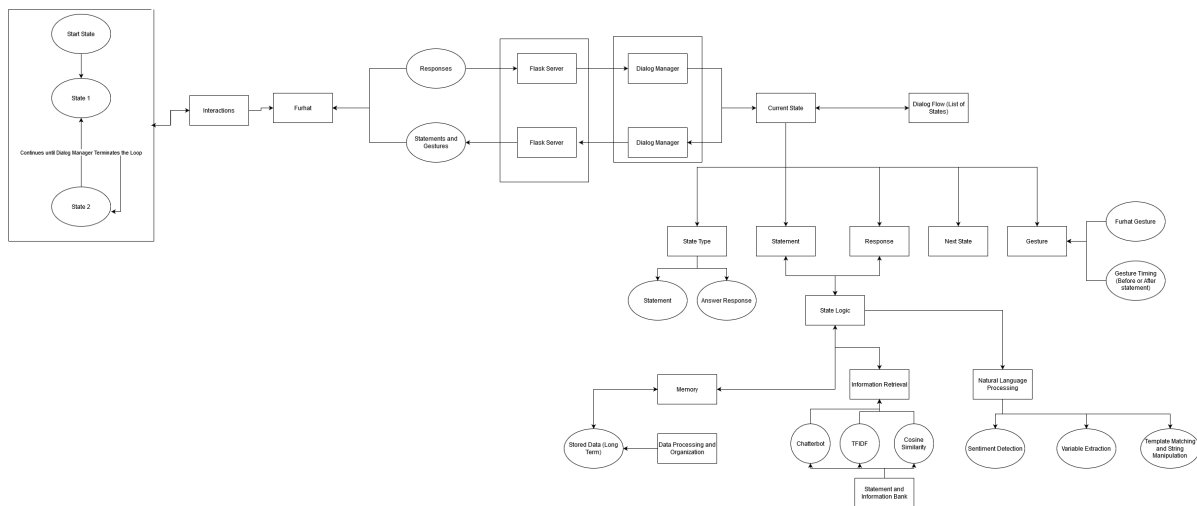 Start State
State 1
Continues until Dialog Manager Terminates the Loop
State 2
Interactions
Furhat
Responses
Statements and
Gestures
Flask Server
Flask Server
Dialog Manager
Dialog Manager
Current State
Dialog Flow (List of
States)
State Type
Statement
Response
Next State
Gesture
Furhat Gesture
Gesture Timing
(Before or After
statement)
Statement
Answer Response
State Logic
Memory
Information Retrieval
Natural Language
Processing
Stored Data (Long
Term)
Data Processing and
Organization
Chatterbot
TFIDF
Cosine
Similarity
Sentiment Detection
Variable Extraction
Template Matching
and String
Manipulation
Statement and
Information Bank